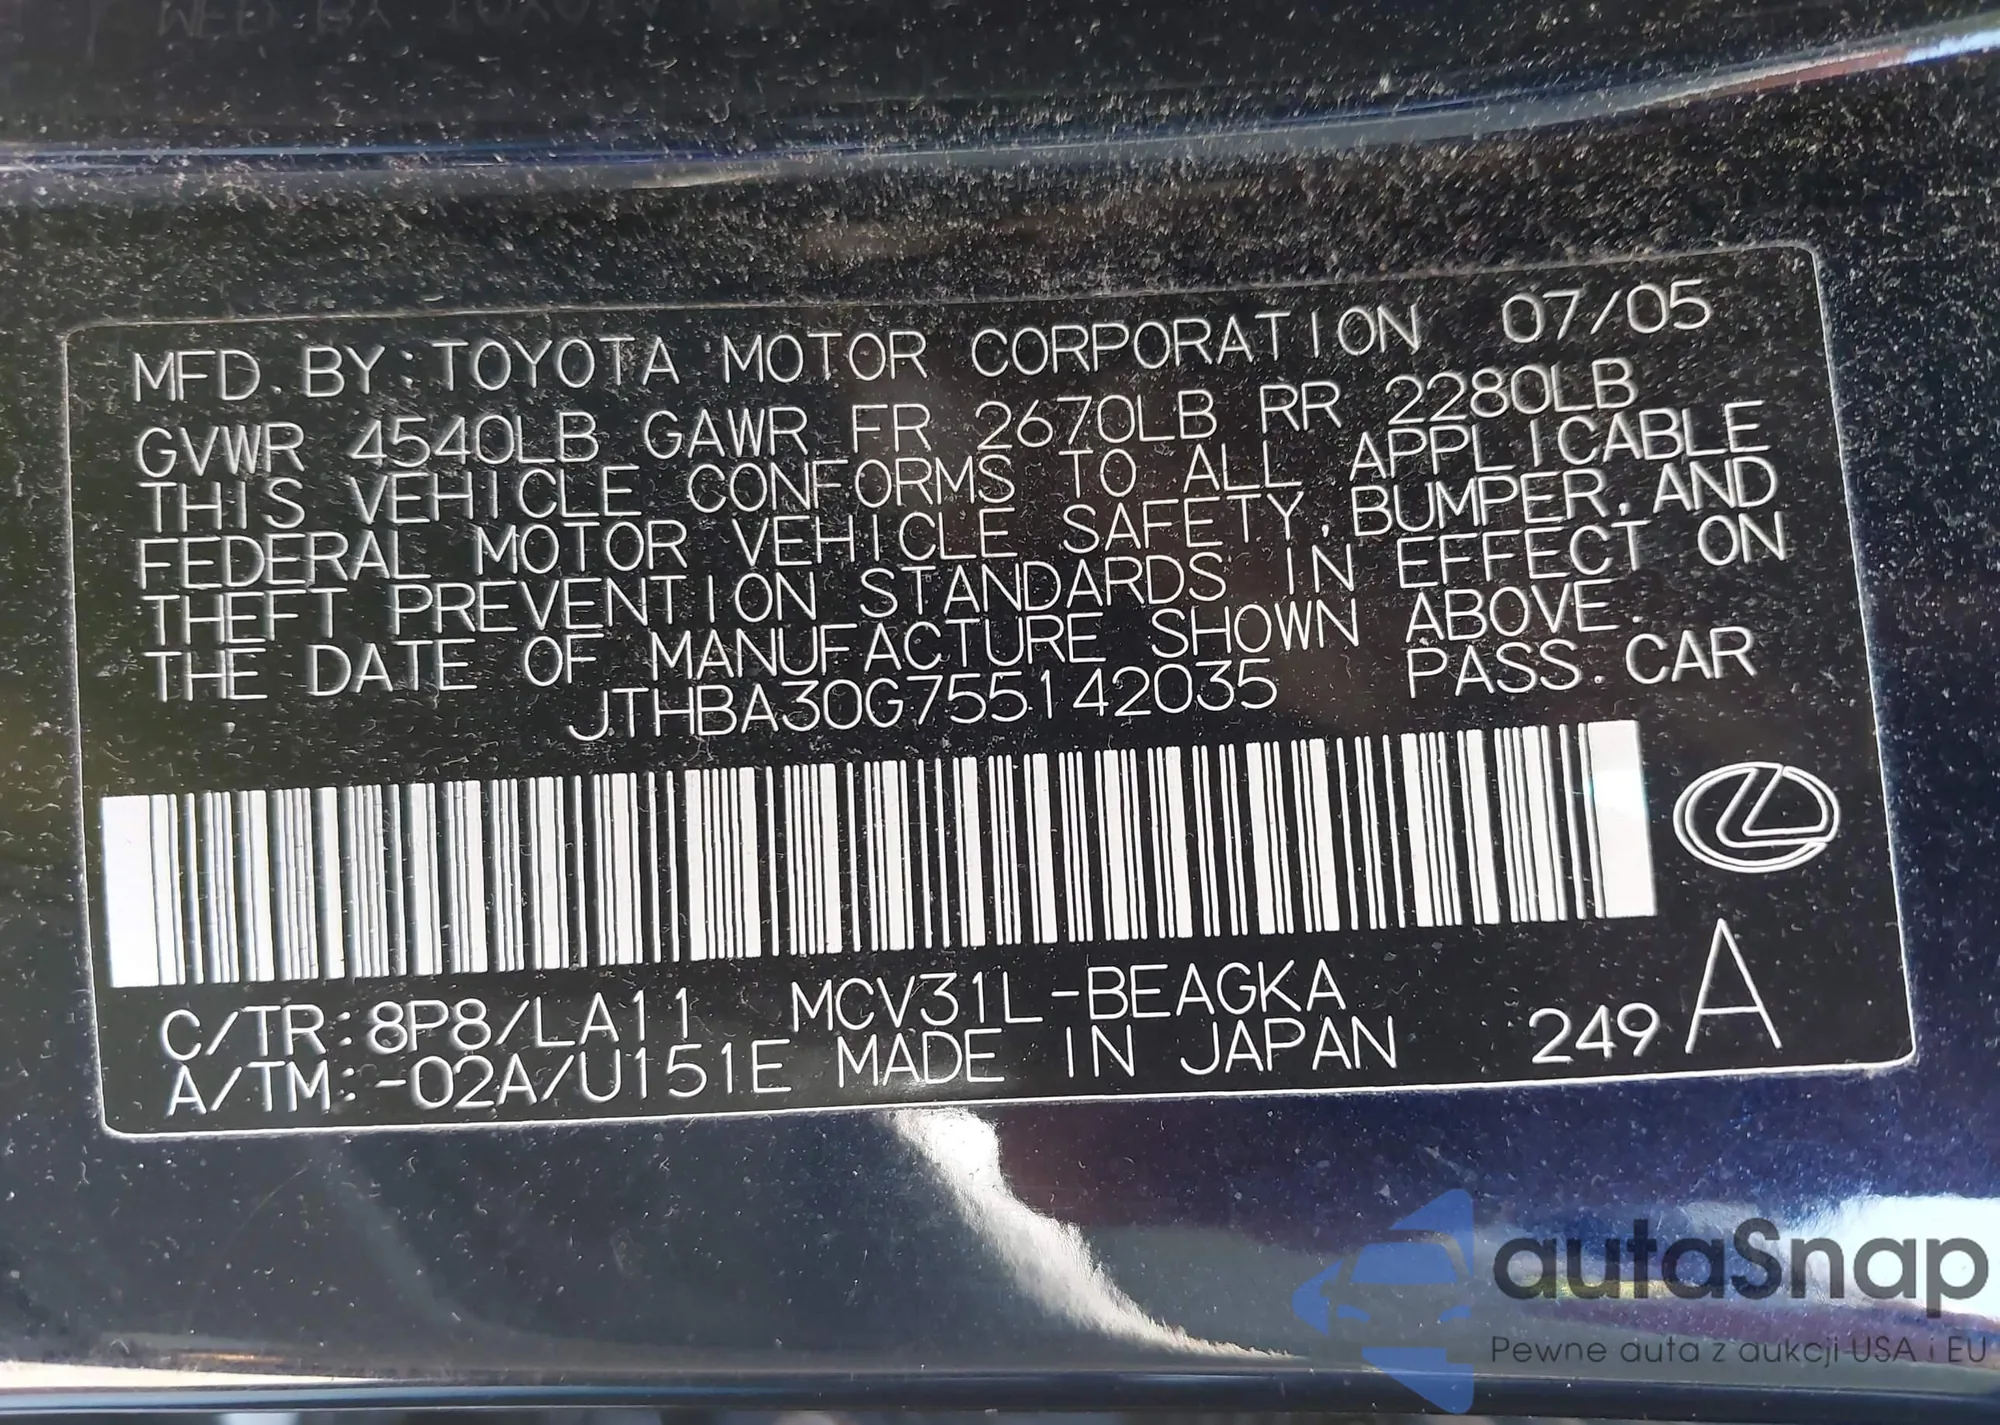 MFD. BY: TOYOTA MOTOR CORPORATION 07/05
GVWR 4540LB GAWR FR 2670LB RR 2280LB
THIS VEHICLE CONFORMS TO ALL APPLICABLE
FEDERAL MOTOR VEHICLE SAFETY, BUMPER, AND
THEFT PREVENTION STANDARDS IN EFFECT ON
THE DATE OF MANUFACTURE SHOWN ABOVE.
JTHBA30G755142035 PASS. CAR
C/TR: 8P8/LA11 MCV31L-BEAGKA
A/TM: -02A/U151E MADE IN JAPAN 249 A
autaSnap
Pewne auta z aukcji USA i EU